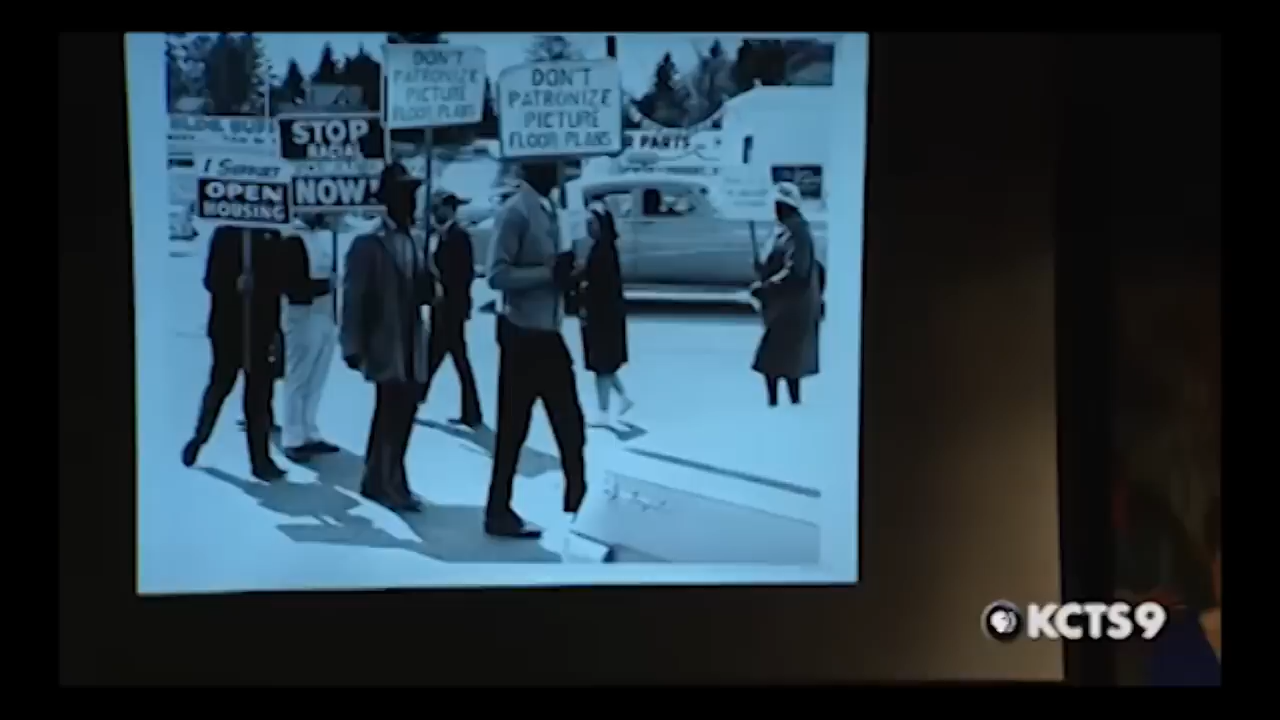 DON'T
PATRONIZE
PICTURE
FLOOR PLANS
DON'T
PATRONIZE
PICTURE
FLOOR PLANS
STOP
RACIAL
NOW!
I SUPPORT
OPEN
HOUSING
R PARTS
KCTS9